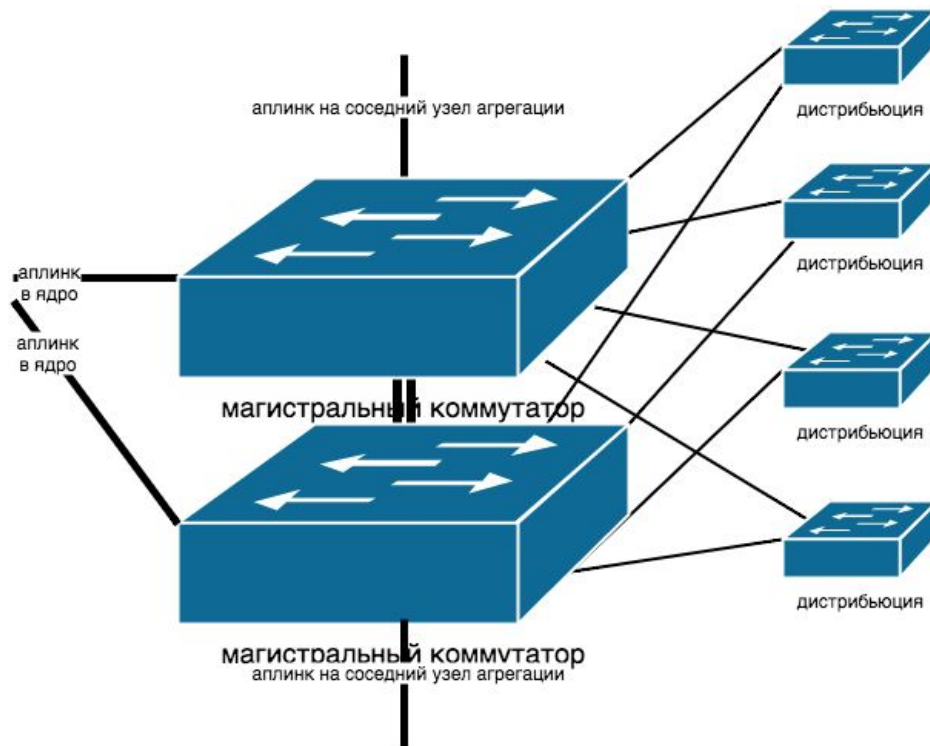 аплинк на соседний узел агрегации
дистрибьюция
дистрибьюция
аплинк
в ядро
аплинк
в ядро
магистральный коммутатор
дистрибьюция
дистрибьюция
магистральный коммутатор
аплинк на соседний узел агрегации